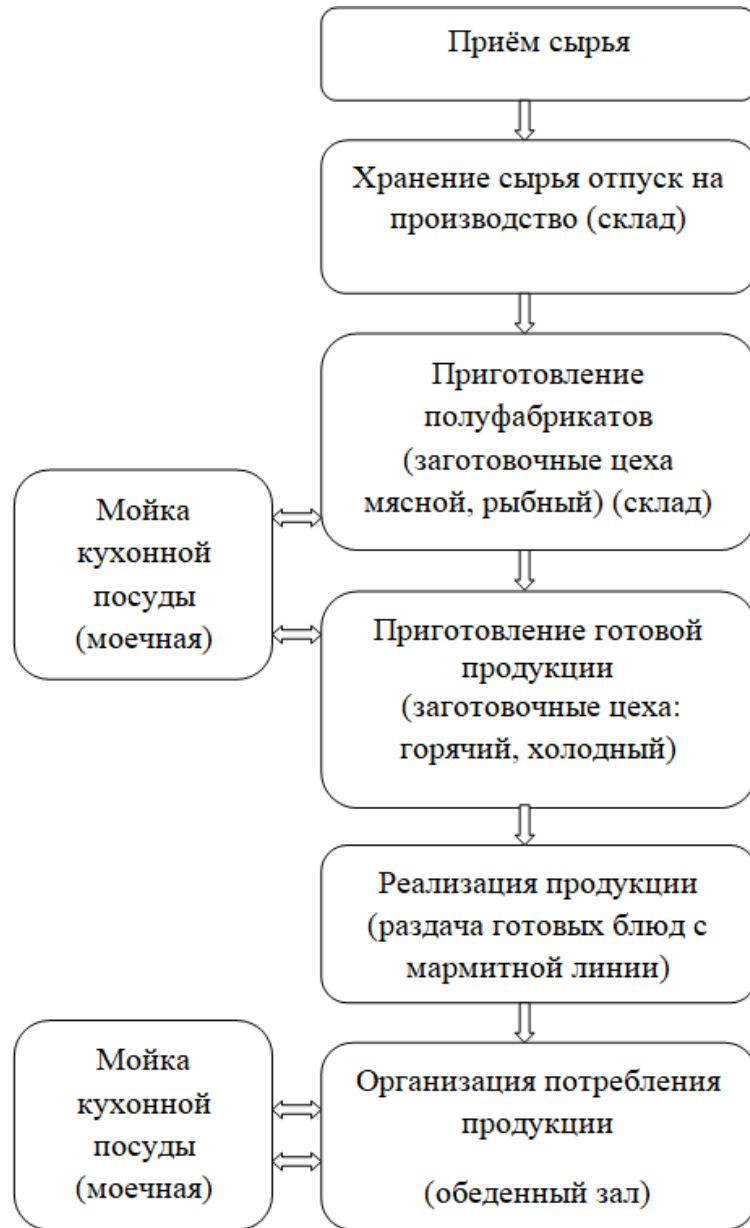 Приём сырья
Хранение сырья отпуск на
производство (склад)
Приготовление
полуфабрикатов
(заготовочные цеха
мясной, рыбный) (склад)
Мойка
кухонной
посуды
(моечная)
Приготовление готовой
продукции
(заготовочные цеха:
горячий, холодный)
Реализация продукции
(раздача готовых блюд с
мармитной линии)
Мойка
кухонной
посуды
(моечная)
Организация потребления
продукции
(обеденный зал)